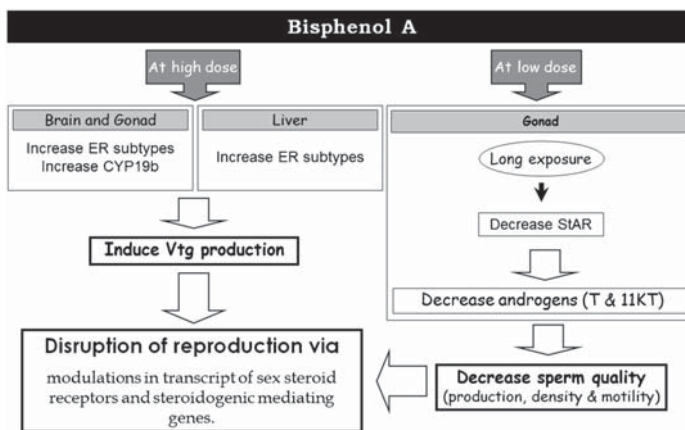 Bisphenol A
At high dose
At low dose
Brain and Gonad
Increase ER subtypes
Increase CYP19b
Liver
Increase ER subtypes
Gonad
Long exposure
Decrease StAR
Decrease androgens (T & 11KT)
Induce Vtg production
Disruption of reproduction via
modulations in transcript of sex steroid
receptors and steroidogenic mediating
genes.
Decrease sperm quality
(production, density & motility)